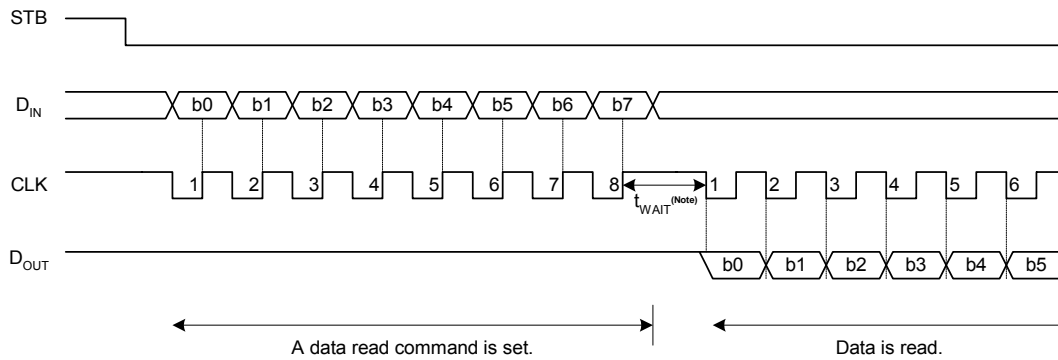 STB
DIN b0 b1 b2 b3 b4 b5 b6 b7
CLK 1 2 3 4 5 6 7 8 1 2 3 4 5 6
tWAIT(Note)
DOUT b0 b1 b2 b3 b4 b5
A data read command is set. Data is read.